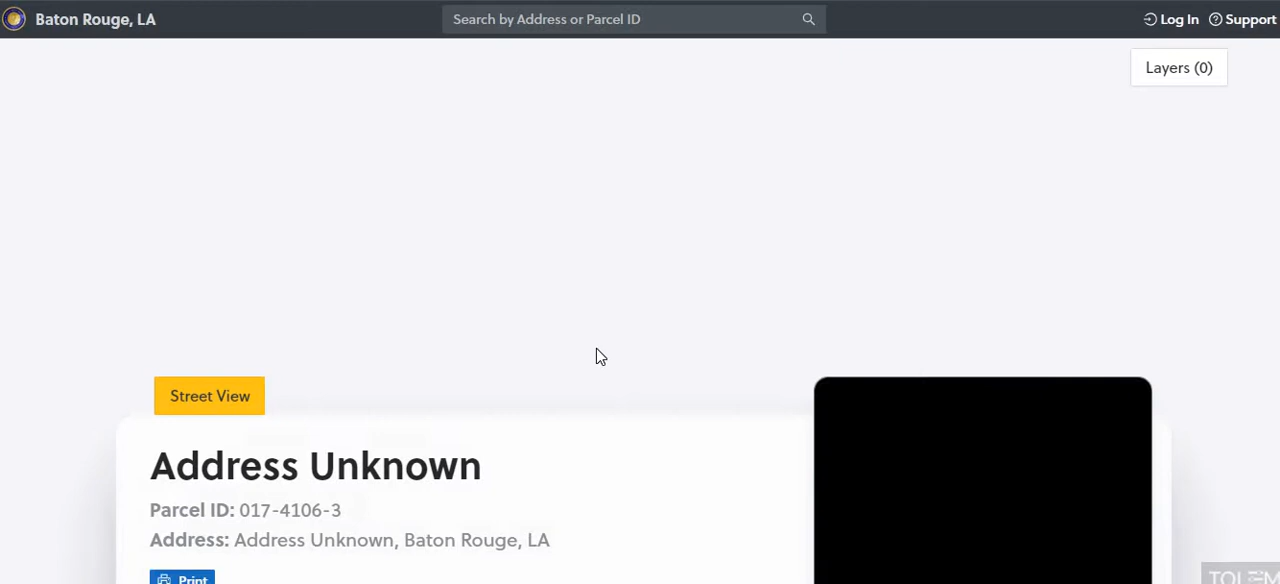 Baton Rouge, LA
Search by Address or Parcel ID
Log In
Support
Layers (0)
Street View
Address Unknown
Parcel ID: 017-4106-3
Address: Address Unknown, Baton Rouge, LA
Print